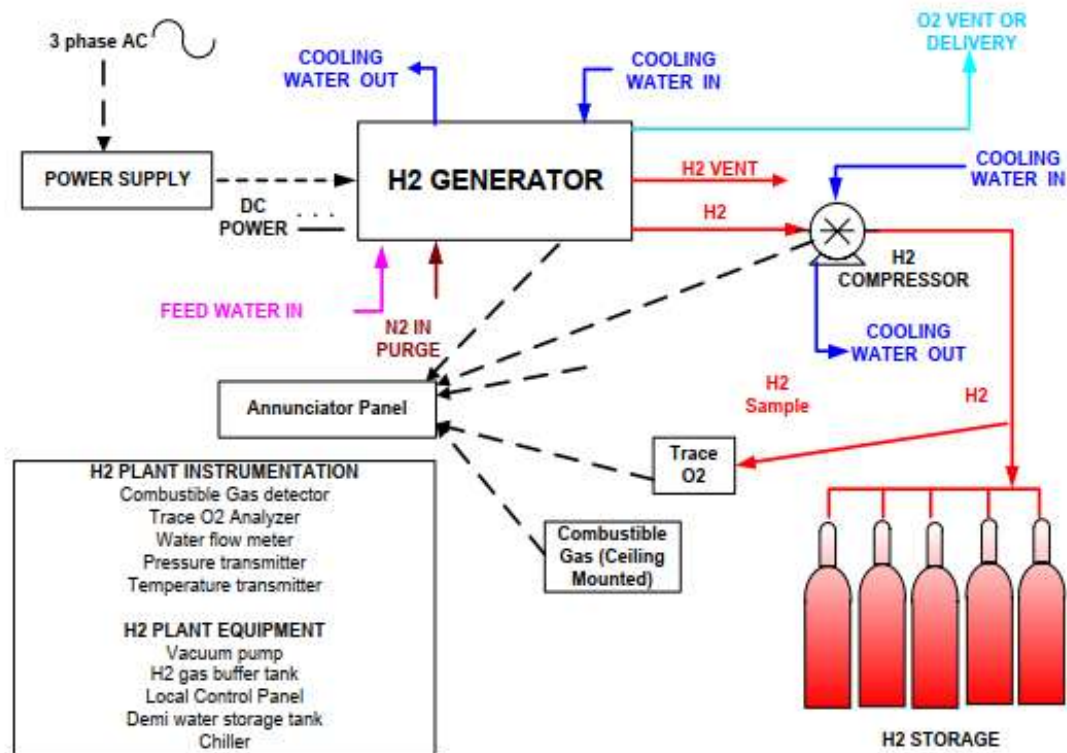 3 phase AC
COOLING
WATER OUT
COOLING
WATER IN
O2 VENT OR
DELIVERY
POWER SUPPLY
H2 GENERATOR
H2 VENT
COOLING
WATER IN
DC
POWER
H2
H2
COMPRESSOR
FEED WATER IN
N2 IN
PURGE
COOLING
WATER OUT
Annunciator Panel
H2
Sample
H2
Trace
O2
Combustible
Gas (Ceiling
Mounted)
H2 PLANT INSTRUMENTATION
Combustible Gas detector
Trace O2 Analyzer
Water flow meter
Pressure transmitter
Temperature transmitter
H2 PLANT EQUIPMENT
Vacuum pump
H2 gas buffer tank
Local Control Panel
Demi water storage tank
Chiller
H2 STORAGE